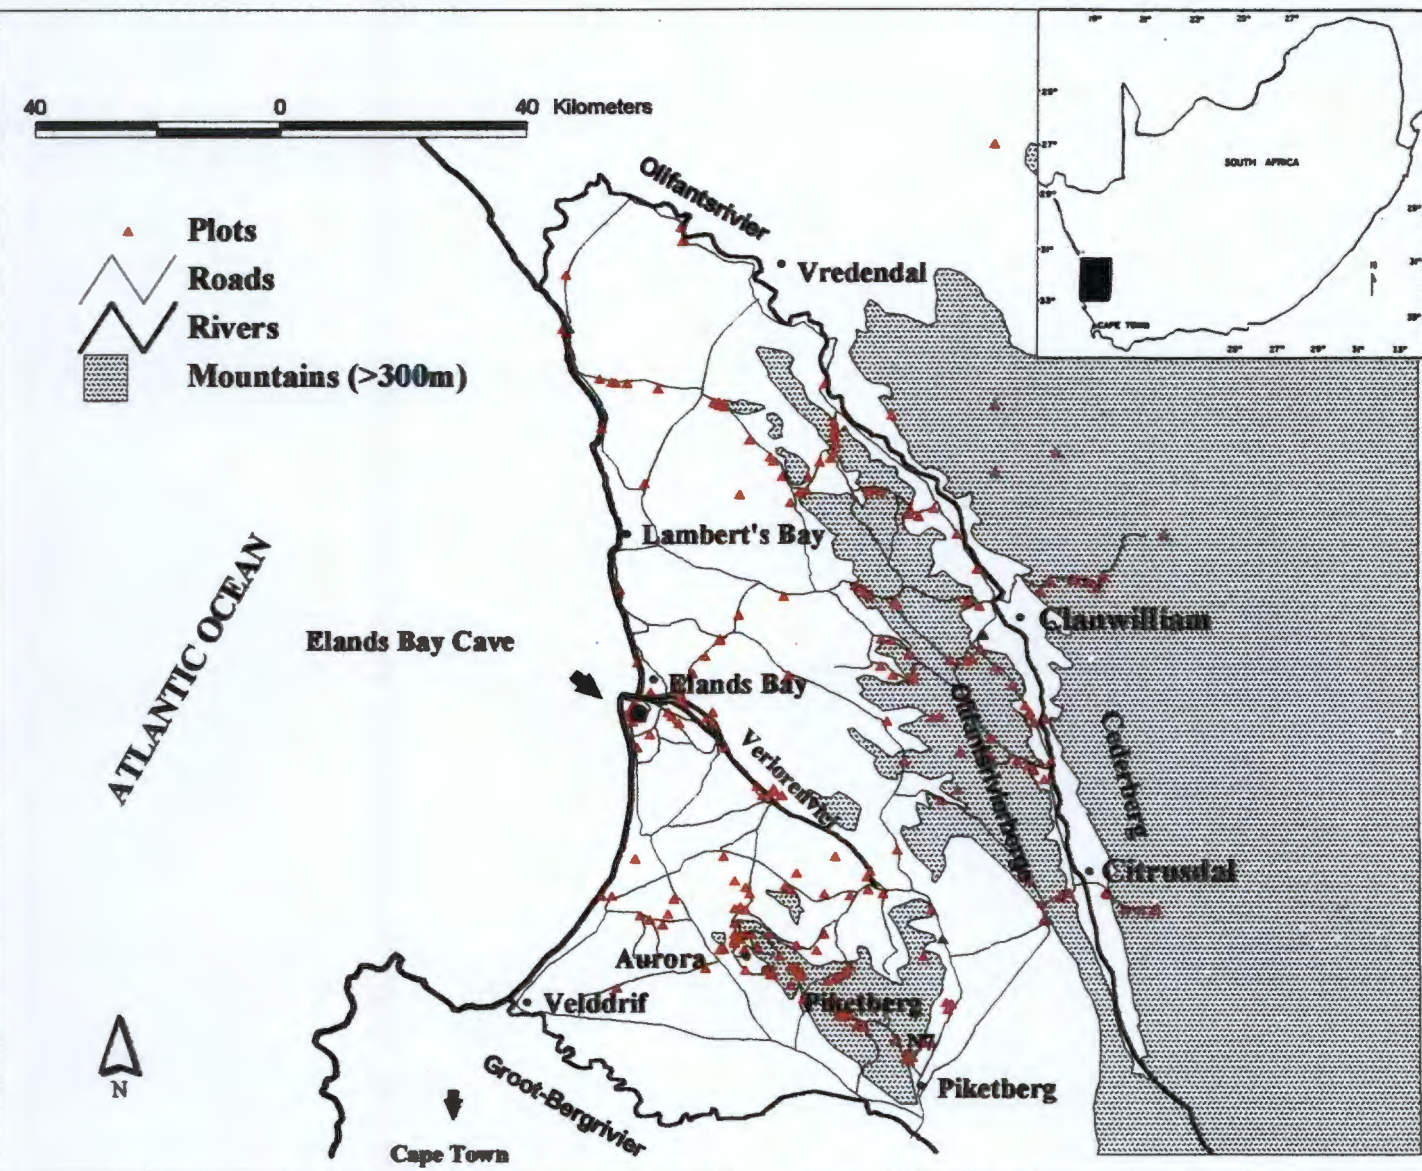 40 0 40 Kilometers
Plots
Roads
Rivers
Mountains (>300m)
SOUTH AFRICA
CAPE TOWN
N
Olifantsrivier
Vredendal
Lambert's Bay
ATLANTIC OCEAN
Clanwilliam
Elands Bay Cave
Elands Bay
Verlorenvlei
Olifantsrivierberge
Cederberg
Citrusdal
Aurora
Piketberg
Velddrif
N7
N
Groot-Bergrivier
Piketberg
Cape Town